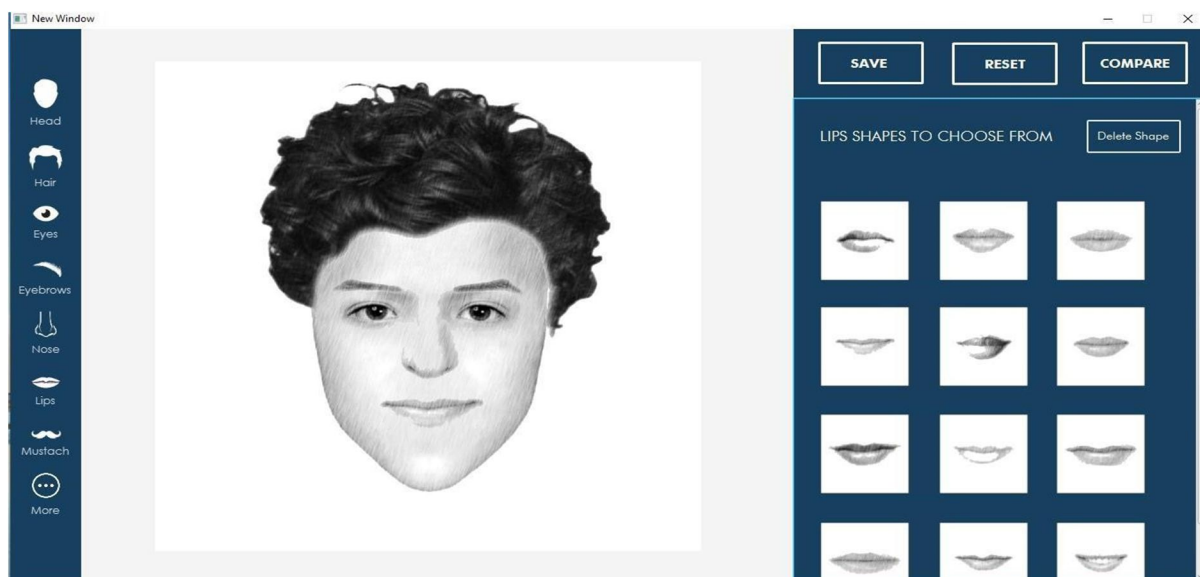 New Window
Head
Hair
Eyes
Eyebrows
Nose
Lips
Mustach
More
SAVE
RESET
COMPARE
LIPS SHAPES TO CHOOSE FROM
Delete Shape